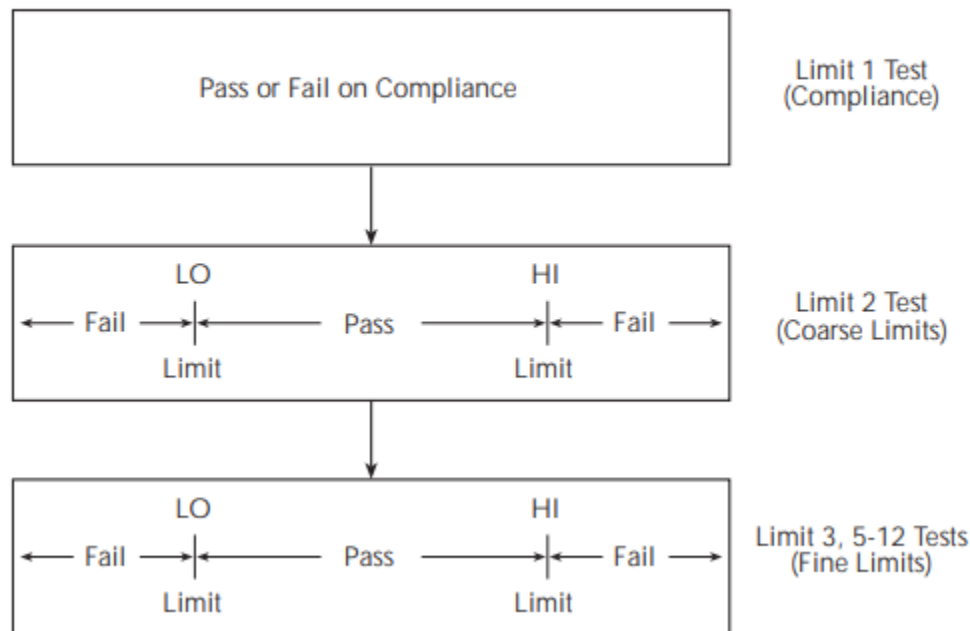 Pass or Fail on Compliance
Limit 1 Test
(Compliance)
LO HI
Fail Pass Fail
Limit Limit
Limit 2 Test
(Coarse Limits)
LO HI
Fail Pass Fail
Limit Limit
Limit 3, 5-12 Tests
(Fine Limits)